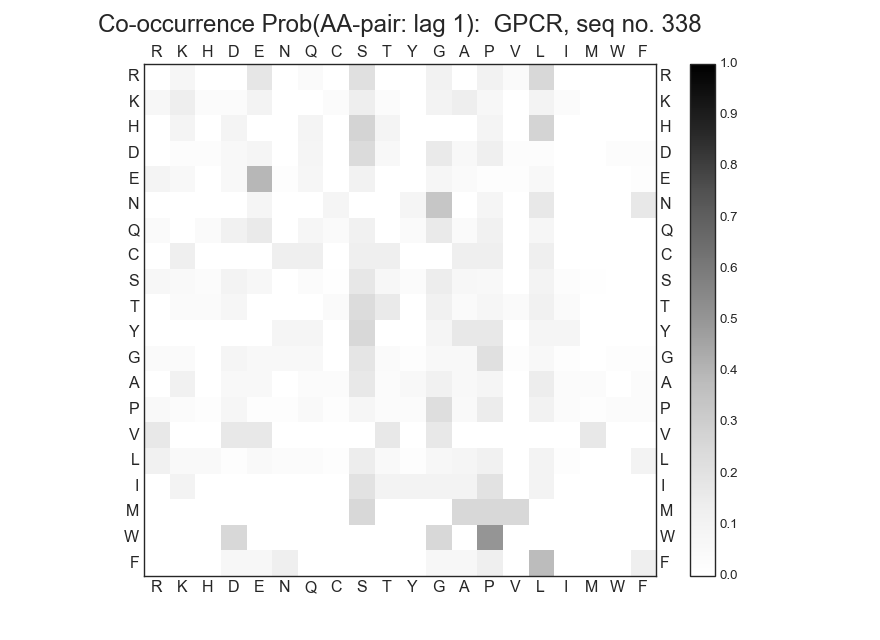 Co-occurrence Prob(AA-pair: lag 1):  GPCR, seq no. 338
R K H D E N Q C S T Y G A P V L I M W F
R R
K K
H H
D D
E E
N N
Q Q
C C
S S
T T
Y Y
G G
A A
P P
V V
L L
I I
M M
W W
F F
R K H D E N Q C S T Y G A P V L I M W F
1.0
0.9
0.8
0.7
0.6
0.5
0.4
0.3
0.2
0.1
0.0